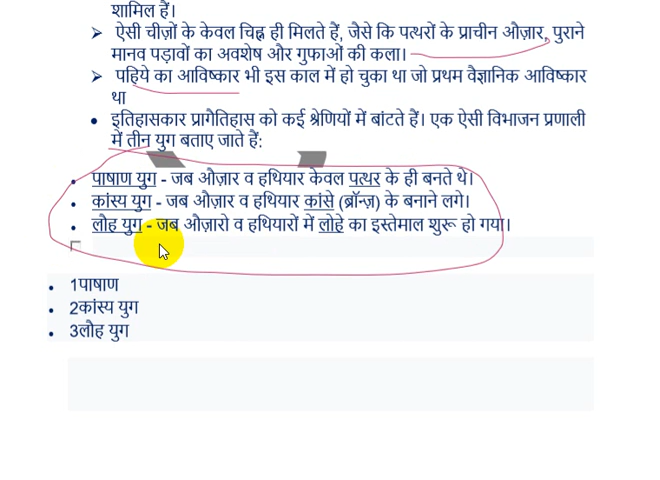 शामिल हैं।
ऐसी चीज़ों के केवल चिह्न ही मिलते हैं, जैसे कि पत्थरों के प्राचीन औज़ार, पुराने
मानव पड़ावों का अवशेष और गुफाओं की कला।
पहिये का आविष्कार भी इस काल में हो चुका था जो प्रथम वैज्ञानिक आविष्कार
था
इतिहासकार प्रागैतिहास को कई श्रेणियों में बांटते हैं। एक ऐसी विभाजन प्रणाली
में तीन युग बताए जाते हैं:
पाषाण युग - जब औज़ार व हथियार केवल पत्थर के ही बनते थे।
कांस्य युग - जब औज़ार व हथियार कांसे (ब्रॉन्ज़) के बनाने लगे।
लौह युग - जब औज़ारो व हथियारों में लोहे का इस्तेमाल शुरू हो गया।
1पाषाण
2कांस्य युग
3लौह युग